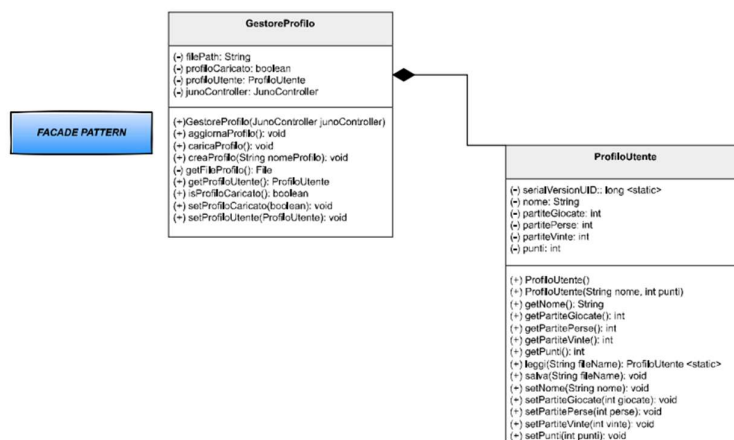 GestoreProfilo
(-) filePath: String
(-) profiloCaricato: boolean
(-) profiloUtente: ProfiloUtente
(-) junoController: JunoController
(+)GestoreProfilo(JunoController junoController)
(+) aggiornaProfilo(): void
(+) caricaProfilo(): void
(+) creaProfilo(String nomeProfilo): void
(-) getFileProfilo(): File
(+) getProfiloUtente(): ProfiloUtente
(+) isProfiloCaricato(): boolean
(+) setProfiloCaricato(boolean): void
(+) setProfiloUtente(ProfiloUtente): void
FACADE PATTERN
ProfiloUtente
(-) serialVersionUID:: long <static>
(-) nome: String
(-) partiteGiocate: int
(-) partitePerse: int
(-) partiteVinte: int
(-) punti: int
(+) ProfiloUtente()
(+) ProfiloUtente(String nome, int punti)
(+) getNome(): String
(+) getPartiteGiocate(): int
(+) getPartitePerse(): int
(+) getPartiteVinte(): int
(+) getPunti(): int
(+) leggi(String fileName): ProfiloUtente <static>
(+) salva(String fileName): void
(+) setNome(String nome): void
(+) setPartiteGiocate(int giocate): void
(+) setPartitePerse(int perse): void
(+) setPartiteVinte(int vinte): void
(+) setPunti(int punti): void